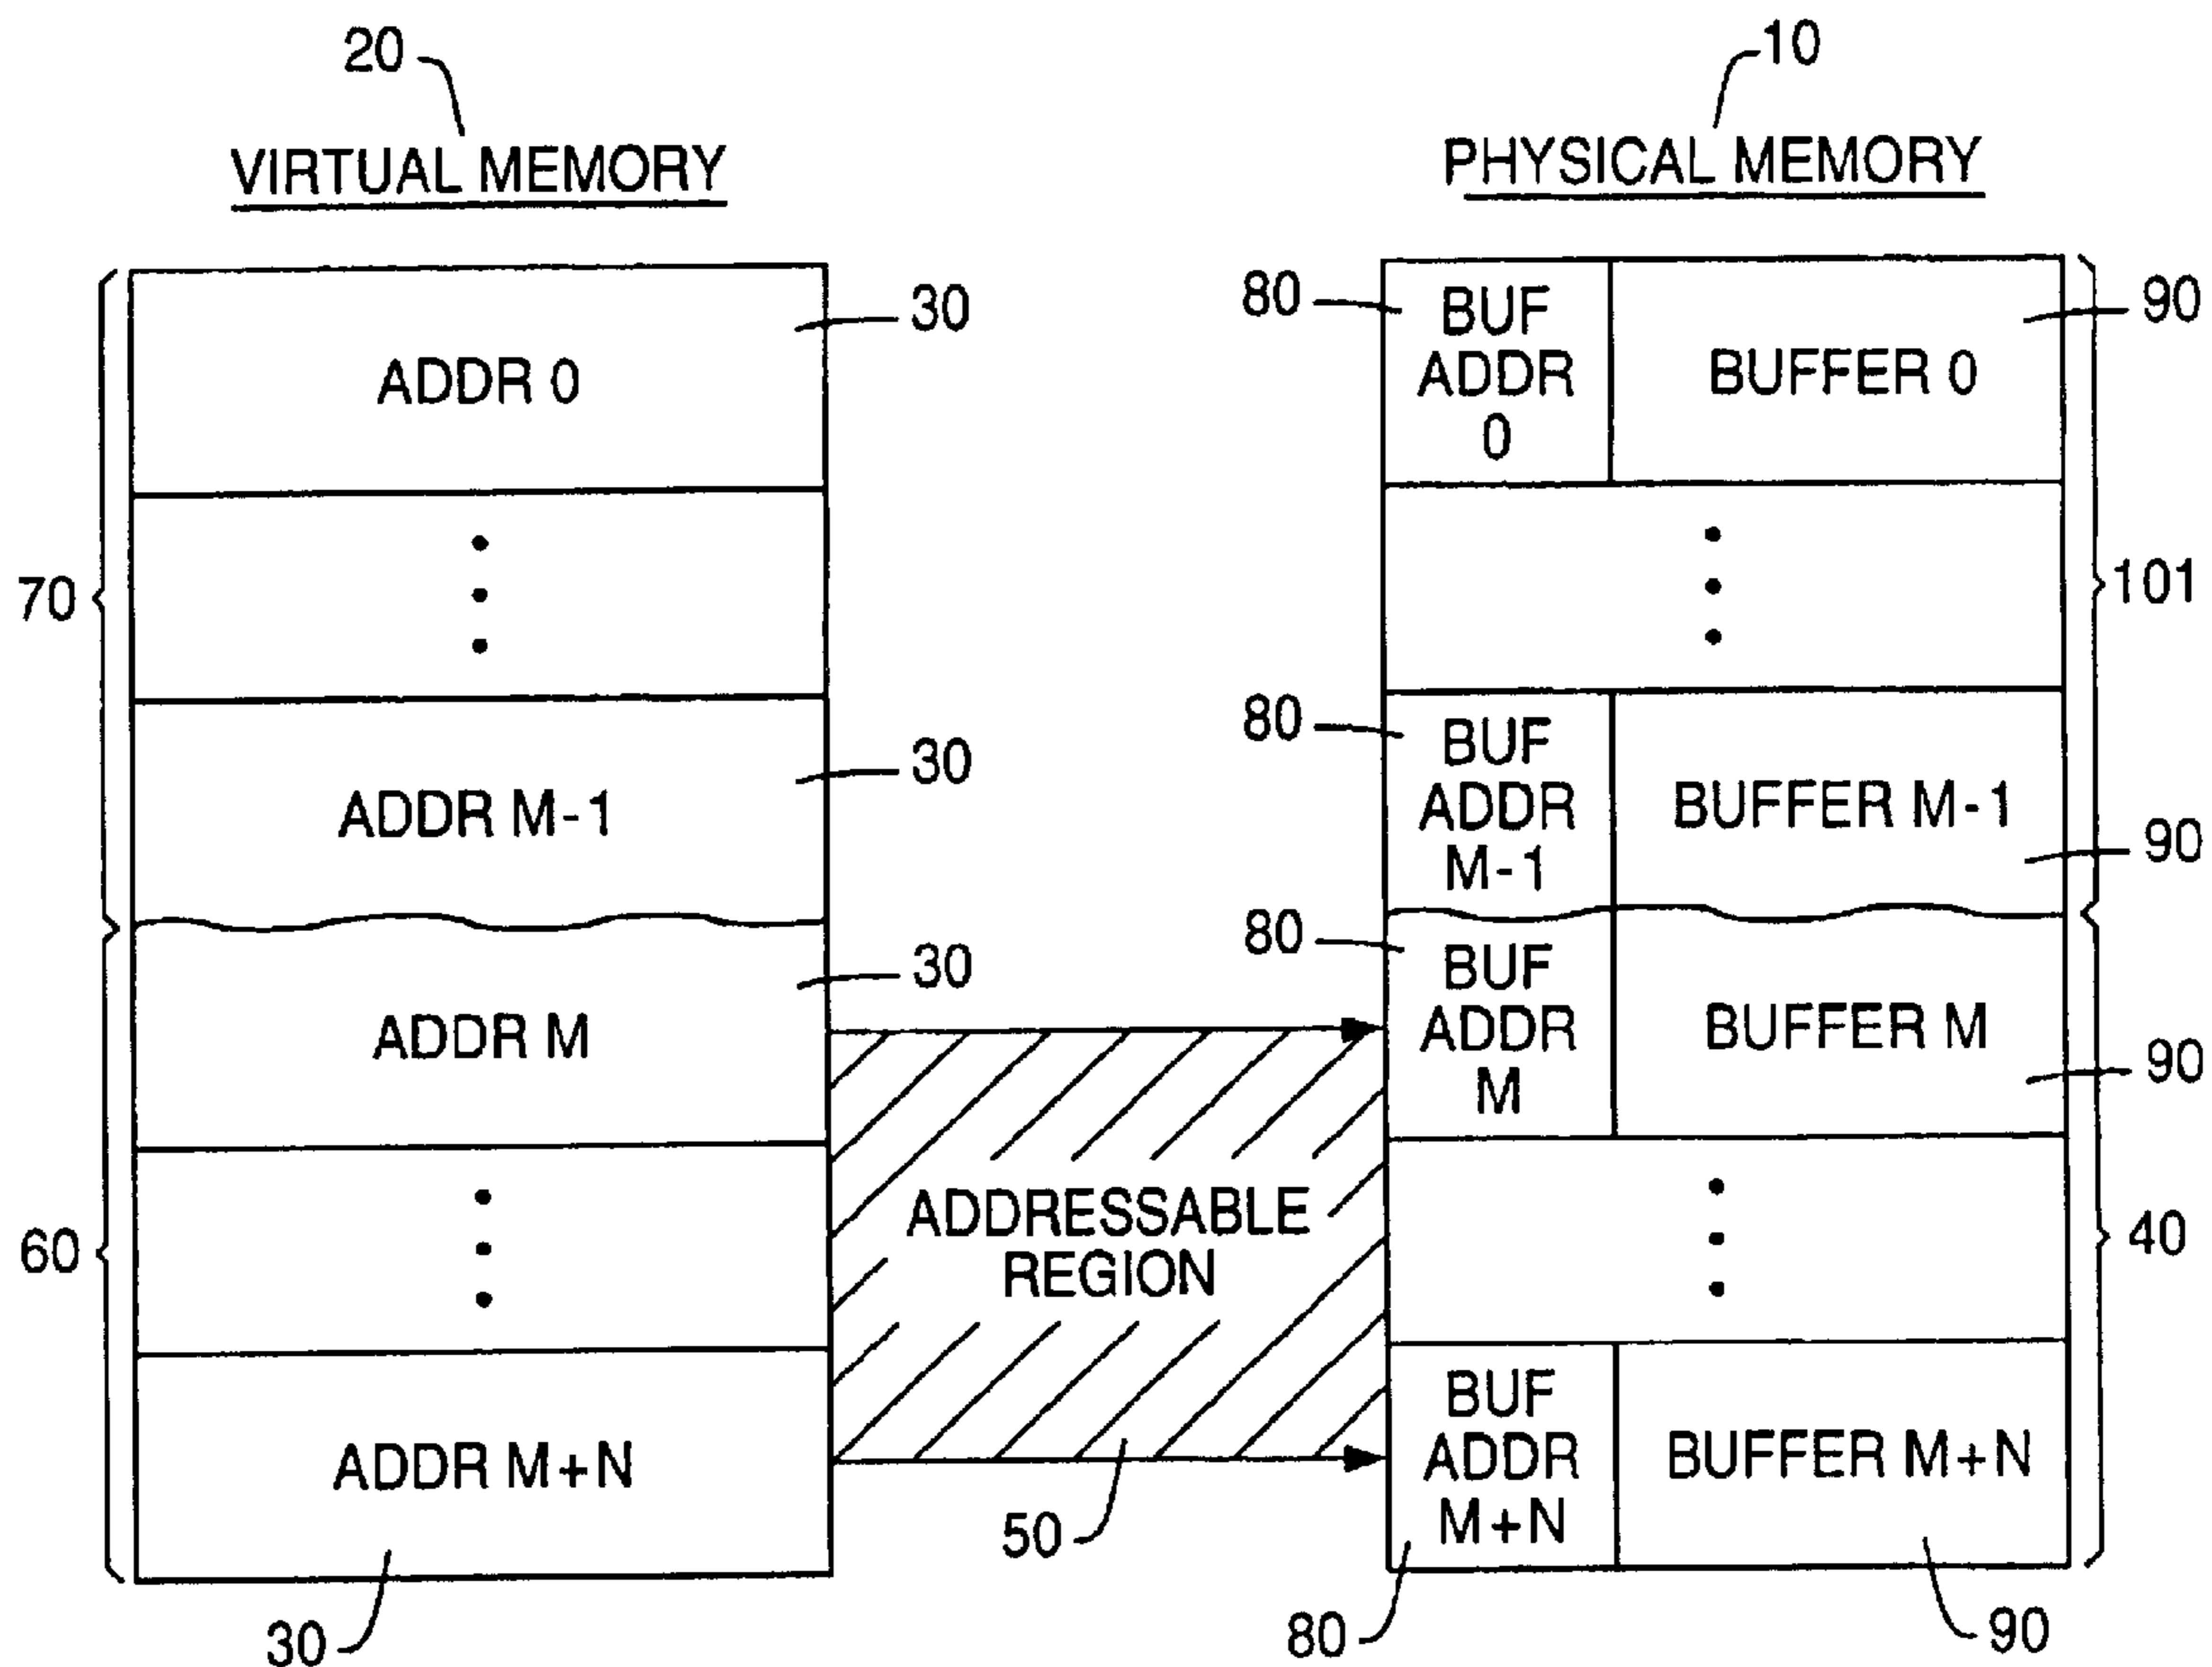 20
10
VIRTUAL MEMORY
PHYSICAL MEMORY
ADDR 0
30
80
BUF
ADDR
0
BUFFER 0
90
70
101
ADDR M-1
30
80
BUF
ADDR
M-1
BUFFER M-1
90
ADDR M
30
80
BUF
ADDR
M
BUFFER M
90
60
ADDRESSABLE
REGION
40
ADDR M+N
30
50
BUF
ADDR
M+N
80
BUFFER M+N
90